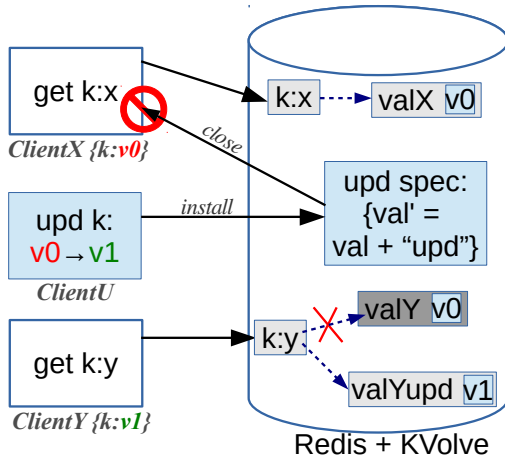 get k:x
ClientX {k:v0}
k:x
valX v0
close
upd k:
v0→v1
ClientU
install
upd spec:
{val' =
val + “upd”}
get k:y
ClientY {k:v1}
k:y
valY v0
valYupd v1
Redis + KVolve